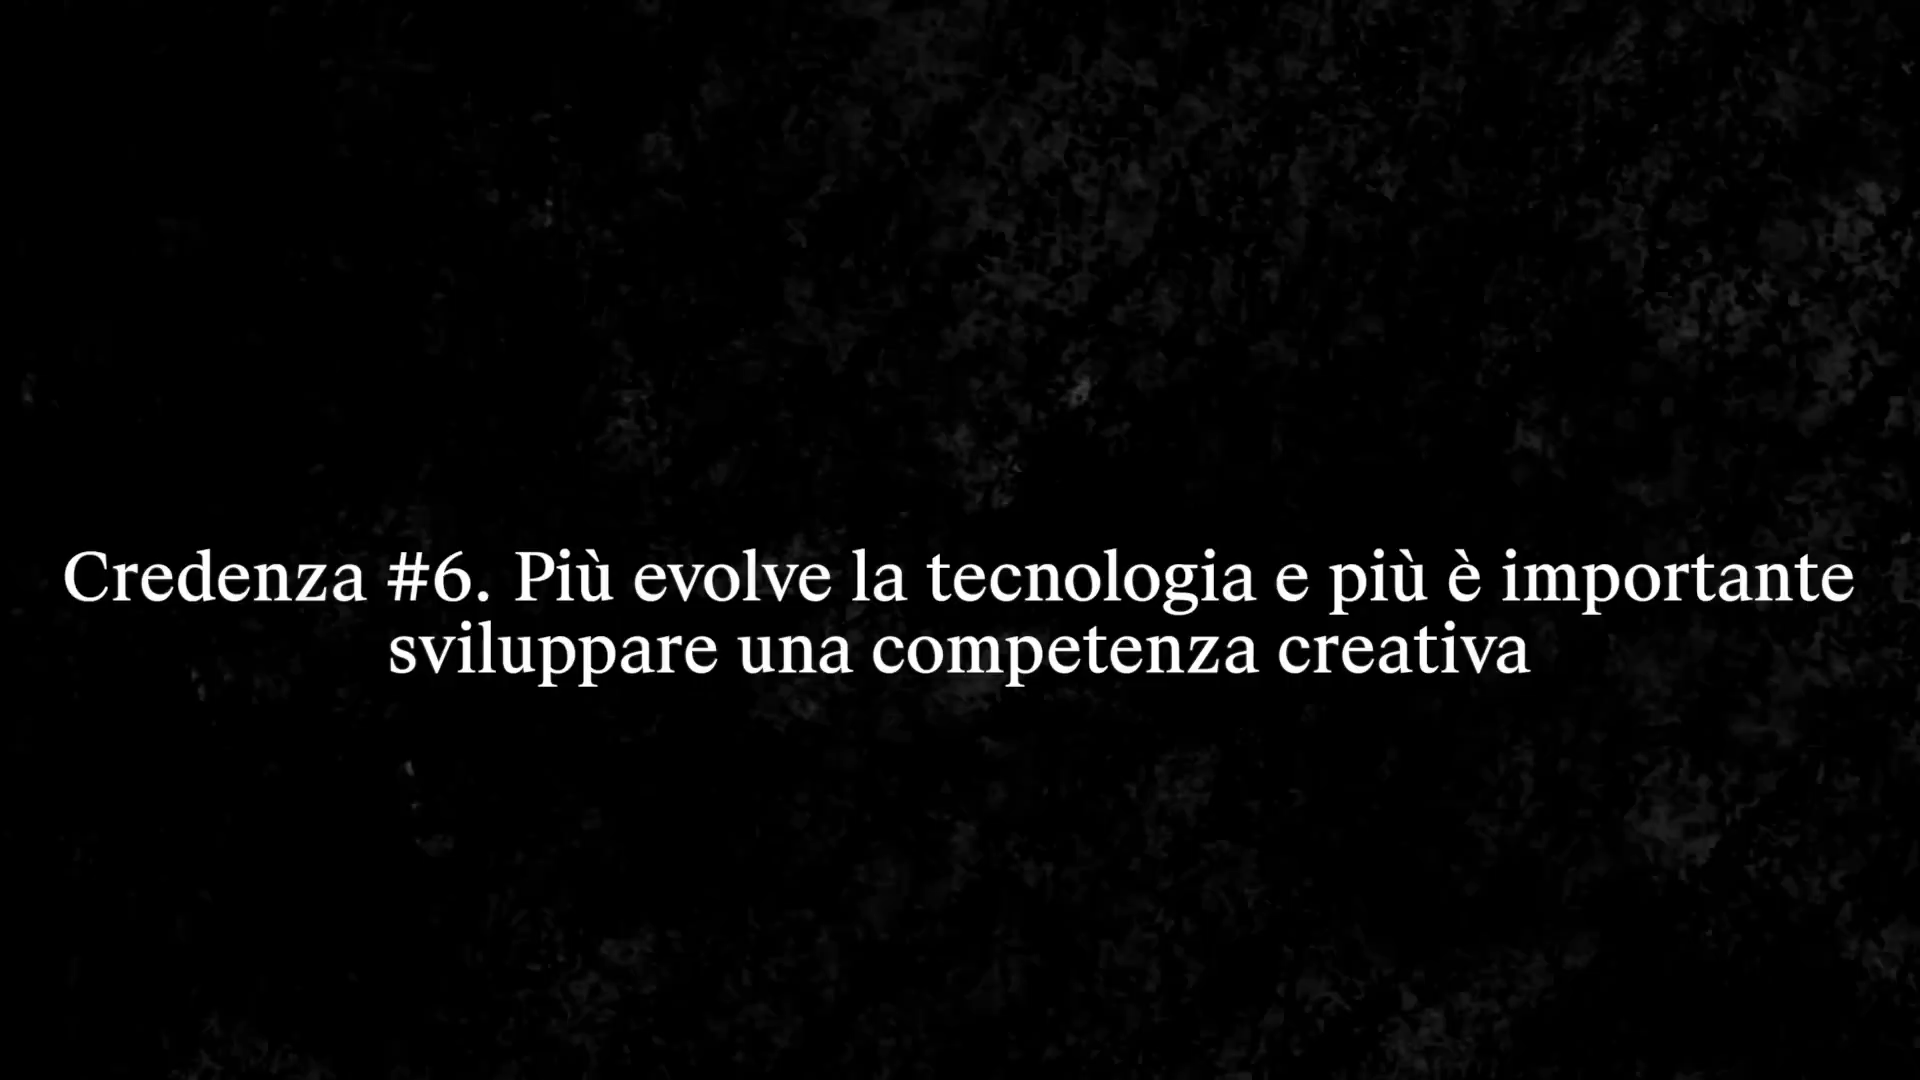 Credenza #6. Più evolve la tecnologia e più è importante
sviluppare una competenza creativa